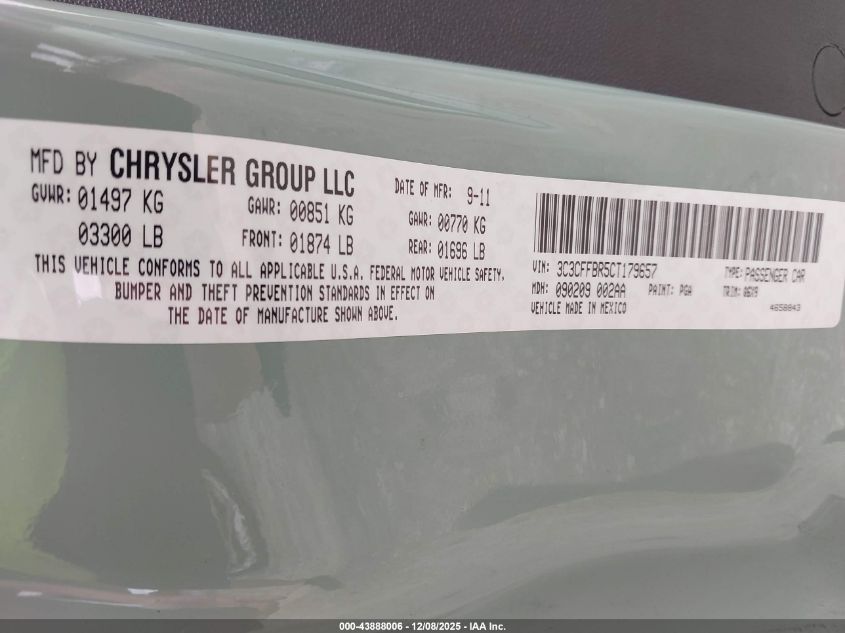 MFD BY CHRYSLER GROUP LLC
DATE OF MFR: 9-11
GVWR: 01497 KG
GAWR: 00851 KG
GAWR: 00770 KG
03300 LB
FRONT: 01874 LB
REAR: 01696 LB
THIS VEHICLE CONFORMS TO ALL APPLICABLE U.S.A. FEDERAL MOTOR VEHICLE SAFETY,
BUMPER AND THEFT PREVENTION STANDARDS IN EFFECT ON
THE DATE OF MANUFACTURE SHOWN ABOVE.
VIN: 3C3CFFBR5CT179657
TYPE: PASSENGER CAR
MDH: 090209 002AA
PAINT: PGA
TRIM: 06X9
VEHICLE MADE IN MEXICO
4658843
000-43888006 - 12/08/2025 - IAA Inc.